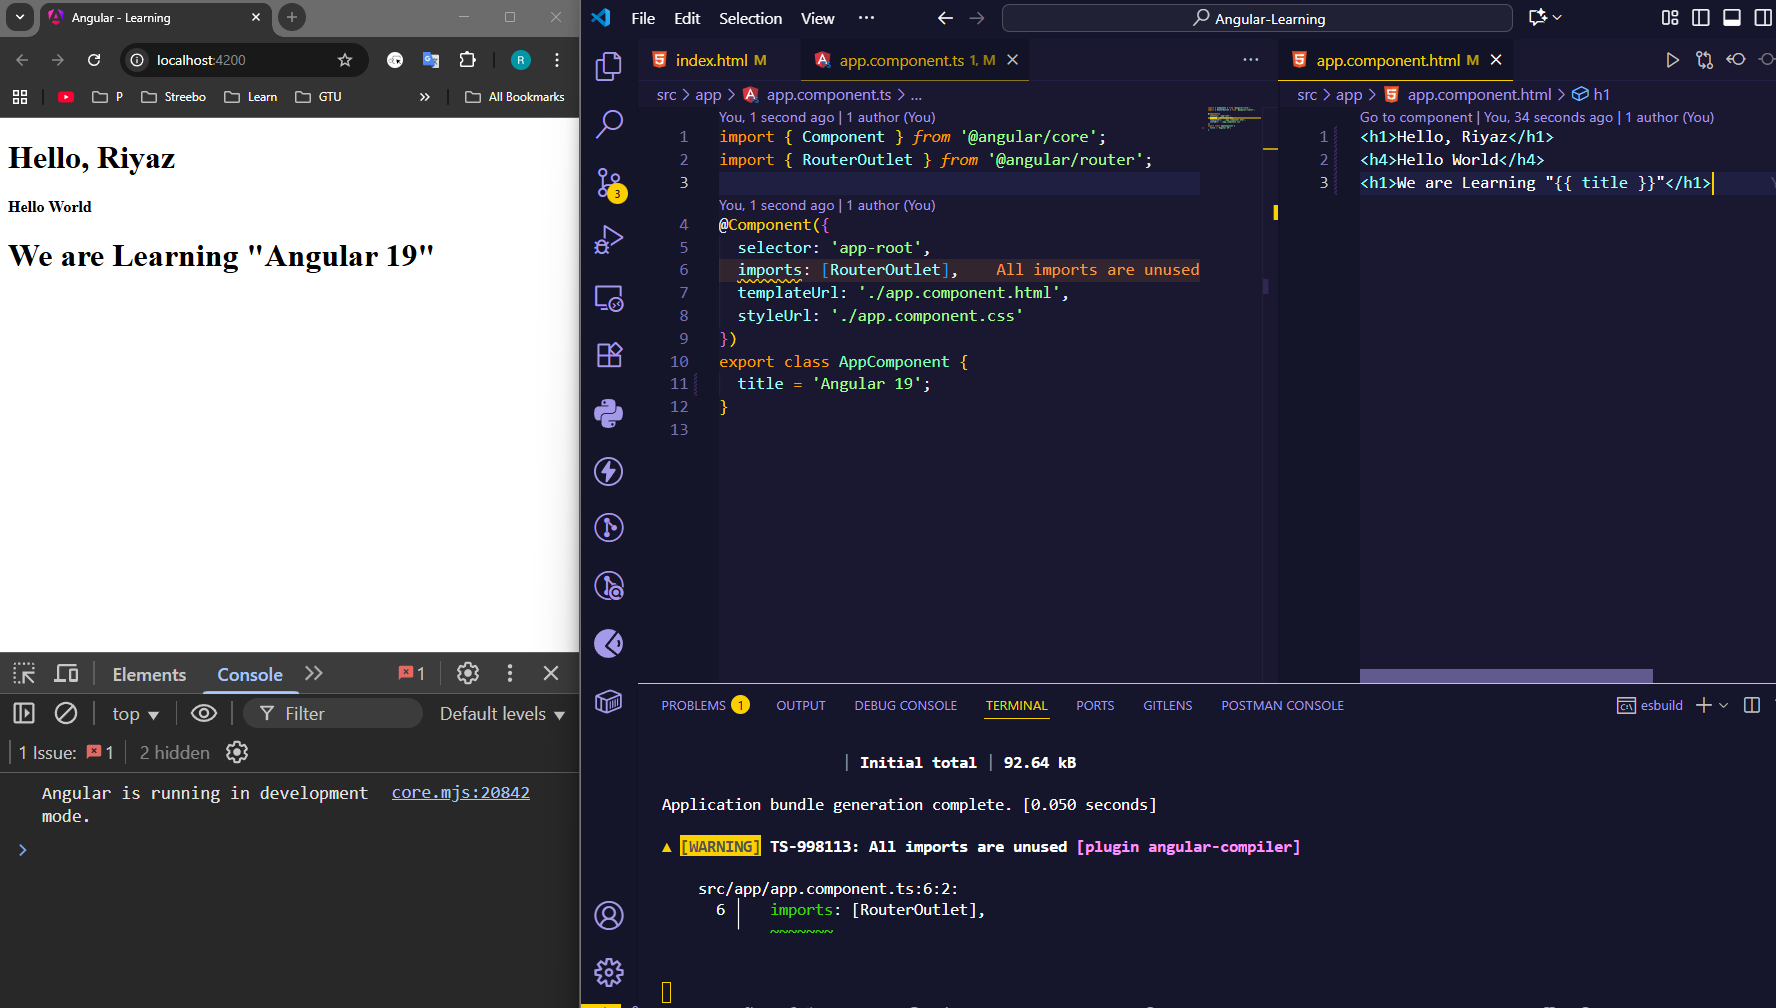 Angular - Learning
localhost:4200
R
P
Streebo
Learn
GTU
All Bookmarks
Hello, Riyaz
Hello World
We are Learning "Angular 19"
Elements
Console
1
top
Filter
Default levels
1 Issue:
1
2 hidden
Angular is running in development mode.
core.mjs:20842
File
Edit
Selection
View
Angular-Learning
3
index.html M
app.component.ts 1, M
src > app > app.component.ts > ...
You, 1 second ago | 1 author (You)
1 import { Component } from '@angular/core';
2 import { RouterOutlet } from '@angular/router';
3
You, 1 second ago | 1 author (You)
4 @Component({
5 selector: 'app-root',
6 imports: [RouterOutlet], All imports are unused
7 templateUrl: './app.component.html',
8 styleUrl: './app.component.css'
9 })
10 export class AppComponent {
11 title = 'Angular 19';
12 }
13
app.component.html M
src > app > app.component.html > h1
Go to component | You, 34 seconds ago | 1 author (You)
1 <h1>Hello, Riyaz</h1>
2 <h4>Hello World</h4>
3 <h1>We are Learning "{{ title }}"</h1>
PROBLEMS 1
OUTPUT
DEBUG CONSOLE
TERMINAL
PORTS
GITLENS
POSTMAN CONSOLE
esbuild
| Initial total | 92.64 kB
Application bundle generation complete. [0.050 seconds]
▲ [WARNING] TS-998113: All imports are unused [plugin angular-compiler]
src/app/app.component.ts:6:2:
6 │ imports: [RouterOutlet],
~~~~~~~